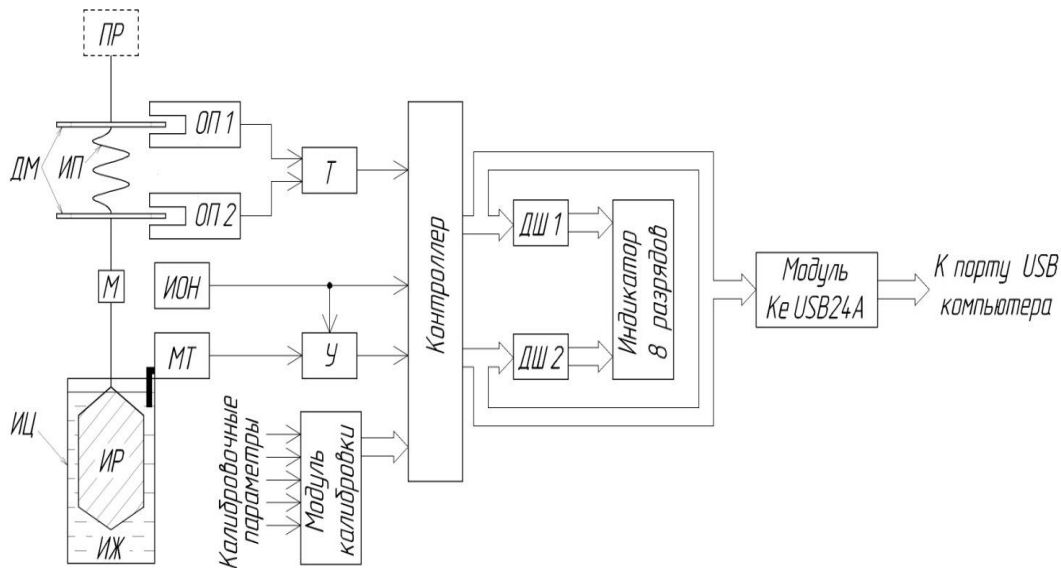 ПР
ОП 1
ДМ
ИП
Т
ОП 2
ДШ 1
М
ИОН
Контроллер
Индикатор
8 разрядов
Модуль
Ke USB24A
К порту USB
компьютера
МТ
У
ДШ 2
ИЦ
ИР
Калибровочные
параметры
Модуль
калибровки
ИЖ